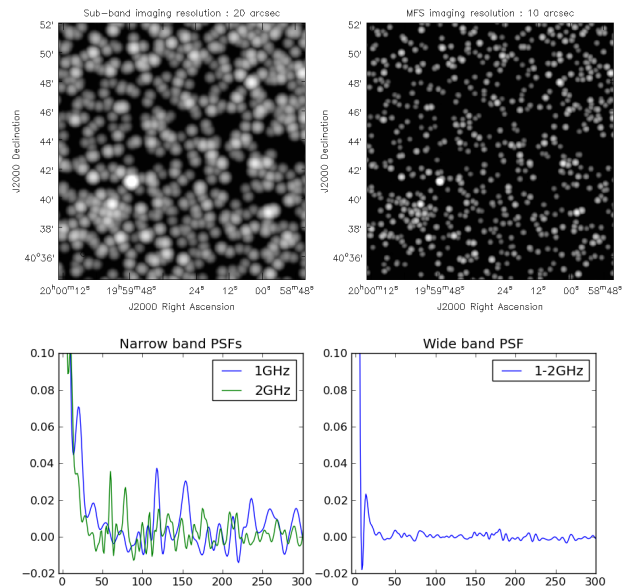 Sub-band imaging resolution : 20 arcsec
52'
50'
48'
46'
44'
42'
40'
38'
40°36'
J2000 Declination
20ʰ00ᵐ12ˢ 19ʰ59ᵐ48ˢ 24ˢ 12ˢ 00ˢ 58ᵐ48ˢ
J2000 Right Ascension
MFS imaging resolution : 10 arcsec
52'
50'
48'
46'
44'
42'
40'
38'
40°36'
J2000 Declination
20ʰ00ᵐ12ˢ 19ʰ59ᵐ48ˢ 24ˢ 12ˢ 00ˢ 58ᵐ48ˢ
J2000 Right Ascension
Narrow band PSFs
0.10
0.08
0.06
0.04
0.02
0.00
−0.02
1GHz
2GHz
0 50 100 150 200 250 300
Wide band PSF
0.10
0.08
0.06
0.04
0.02
0.00
−0.02
1-2GHz
0 50 100 150 200 250 300